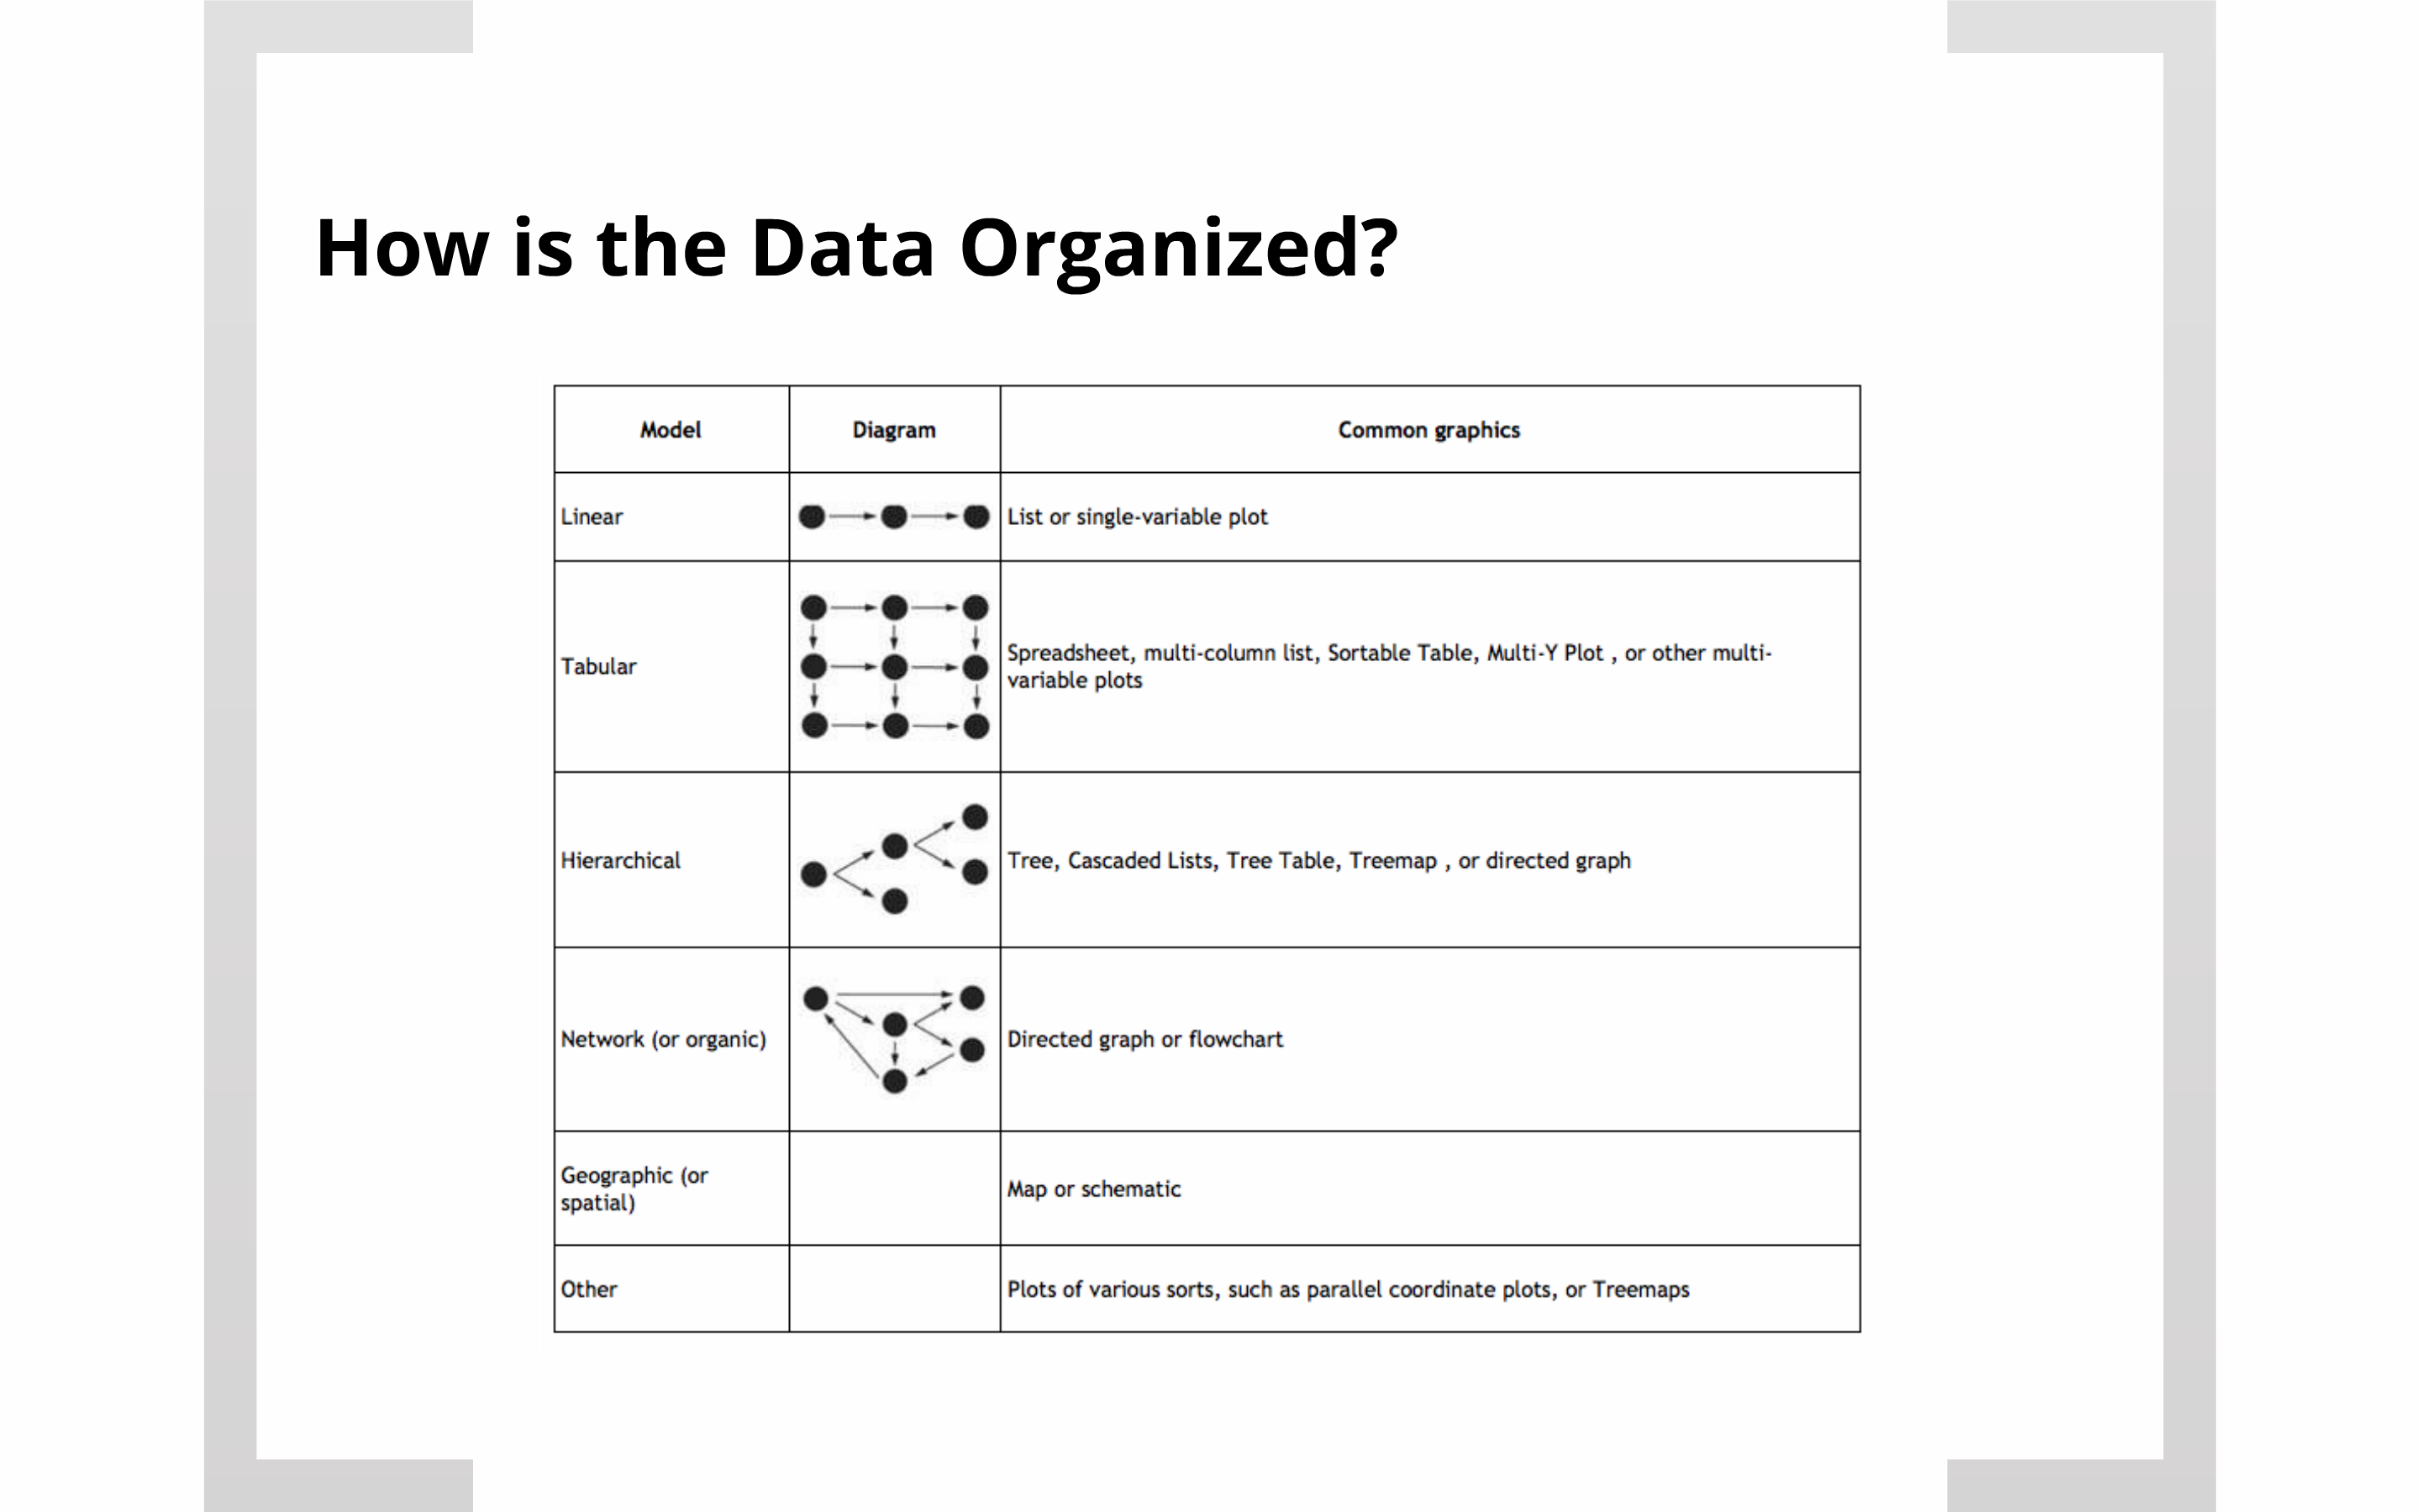 How is the Data Organized?
Model Diagram Common graphics
Linear List or single-variable plot
Tabular Spreadsheet, multi-column list, Sortable Table, Multi-Y Plot , or other multi-
variable plots
Hierarchical Tree, Cascaded Lists, Tree Table, Treemap , or directed graph
Network (or organic) Directed graph or flowchart
Geographic (or
spatial) Map or schematic
Other Plots of various sorts, such as parallel coordinate plots, or Treemaps